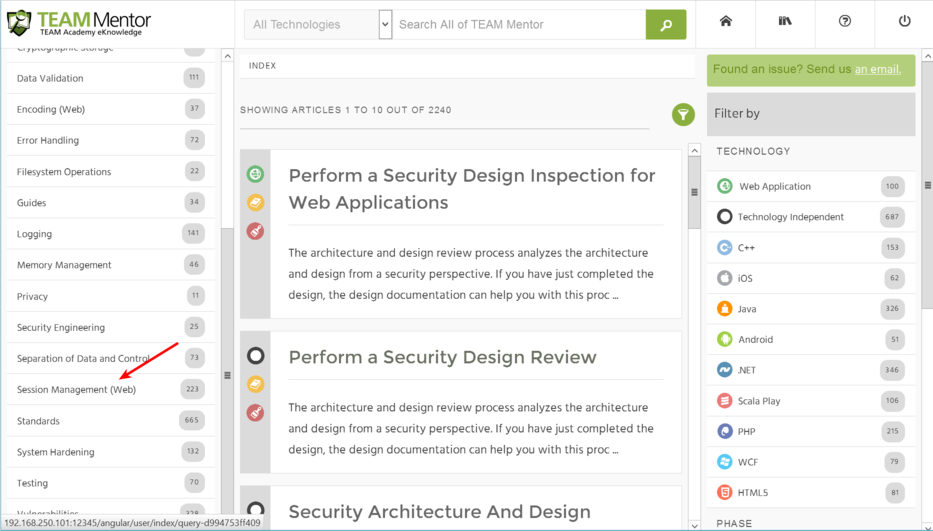 TEAM Mentor
TEAM Academy eKnowledge
All Technologies
Search All of TEAM Mentor
Cryptographic Storage
Data Validation 111
Encoding (Web) 37
Error Handling 72
Filesystem Operations 22
Guides 34
Logging 141
Memory Management 46
Privacy 11
Security Engineering 25
Separation of Data and Control 73
Session Management (Web) 223
Standards 665
System Hardening 132
Testing 70
Vulnerabilities 328
192.168.250.101:12345/angular/user/index/query-d994753ff409
INDEX
SHOWING ARTICLES 1 TO 10 OUT OF 2240
Perform a Security Design Inspection for
Web Applications
The architecture and design review process analyzes the architecture
and design from a security perspective. If you have just completed the
design, the design documentation can help you with this proc ...
Perform a Security Design Review
The architecture and design review process analyzes the architecture
and design from a security perspective. If you have just completed the
design, the design documentation can help you with this proc ...
Security Architecture And Design
Found an issue? Send us an email.
Filter by
TECHNOLOGY
Web Application 100
Technology Independent 687
C++ 153
iOS 62
Java 326
Android 51
.NET 346
Scala Play 106
PHP 215
WCF 79
HTML5 81
PHASE